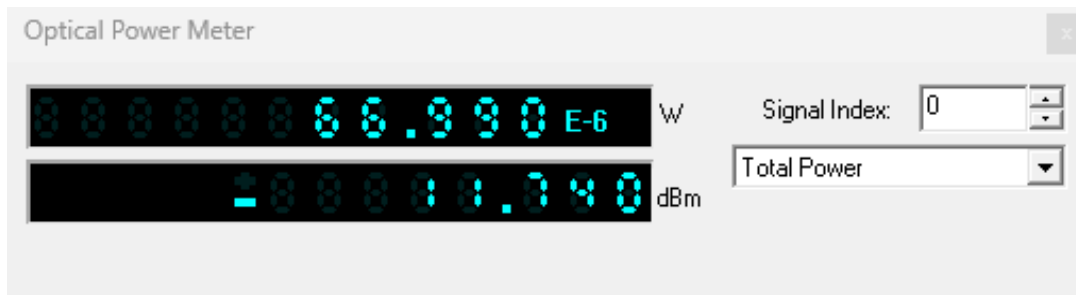 Optical Power Meter
x
66.990 E-6 W
Signal Index: 0
Total Power
- 11.740 dBm